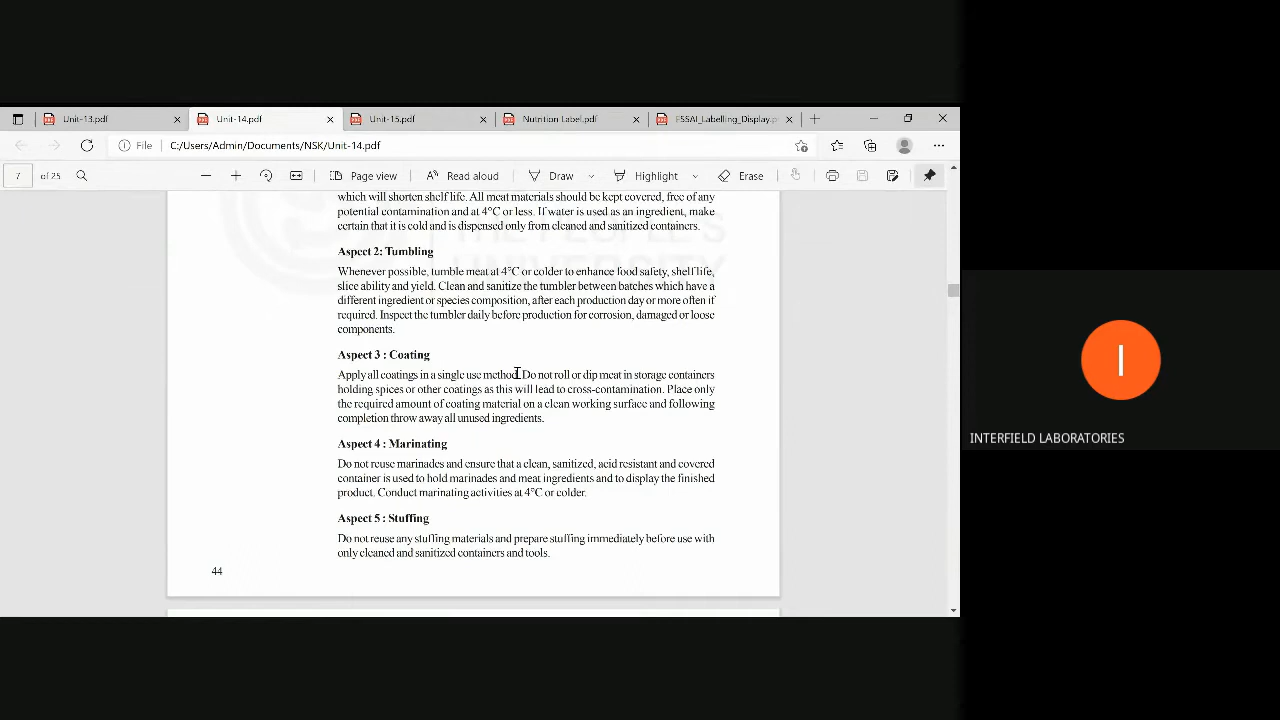 Unit-13.pdf
Unit-14.pdf
Unit-15.pdf
Nutrition Label.pdf
FSSAI_Labelling_Display.p
File
C:/Users/Admin/Documents/NSK/Unit-14.pdf
7 of 25
Page view
Read aloud
Draw
Highlight
Erase
which will shorten shelf life. All meat materials should be kept covered, free of any
potential contamination and at 4°C or less. If water is used as an ingredient, make
certain that it is cold and is dispensed only from cleaned and sanitized containers.
THE PEOPLE'S
UNIVERSITY
Aspect 2: Tumbling
Whenever possible, tumble meat at 4°C or colder to enhance food safety, shelf life,
slice ability and yield. Clean and sanitize the tumbler between batches which have a
different ingredient or species composition, after each production day or more often if
required. Inspect the tumbler daily before production for corrosion, damaged or loose
components.
Aspect 3 : Coating
Apply all coatings in a single use method. Do not roll or dip meat in storage containers
holding spices or other coatings as this will lead to cross-contamination. Place only
the required amount of coating material on a clean working surface and following
completion throw away all unused ingredients.
Aspect 4 : Marinating
Do not reuse marinades and ensure that a clean, sanitized, acid resistant and covered
container is used to hold marinades and meat ingredients and to display the finished
product. Conduct marinating activities at 4°C or colder.
Aspect 5 : Stuffing
Do not reuse any stuffing materials and prepare stuffing immediately before use with
only cleaned and sanitized containers and tools.
44
I
INTERFIELD LABORATORIES